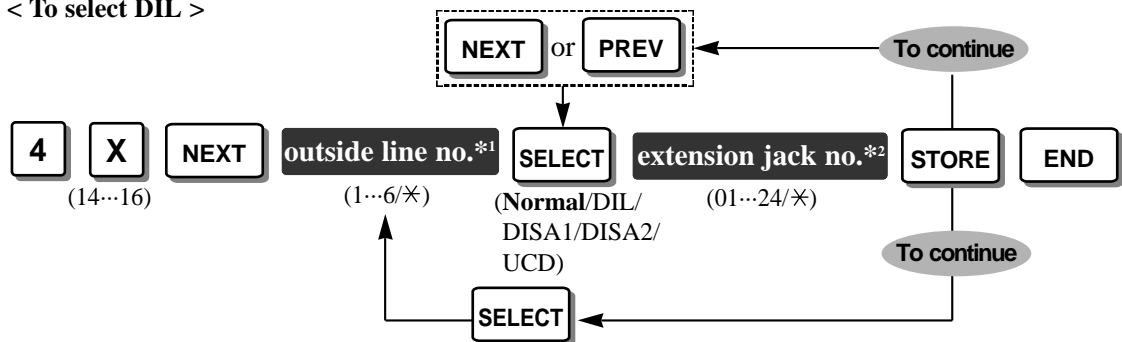 < To select DIL >
NEXT or PREV To continue
4 X NEXT outside line no.*1 SELECT extension jack no.*2 STORE END
(14···16) (1···6/✳) (Normal/DIL/ (01···24/✳)
DISA1/DISA2/
UCD)
To continue
SELECT